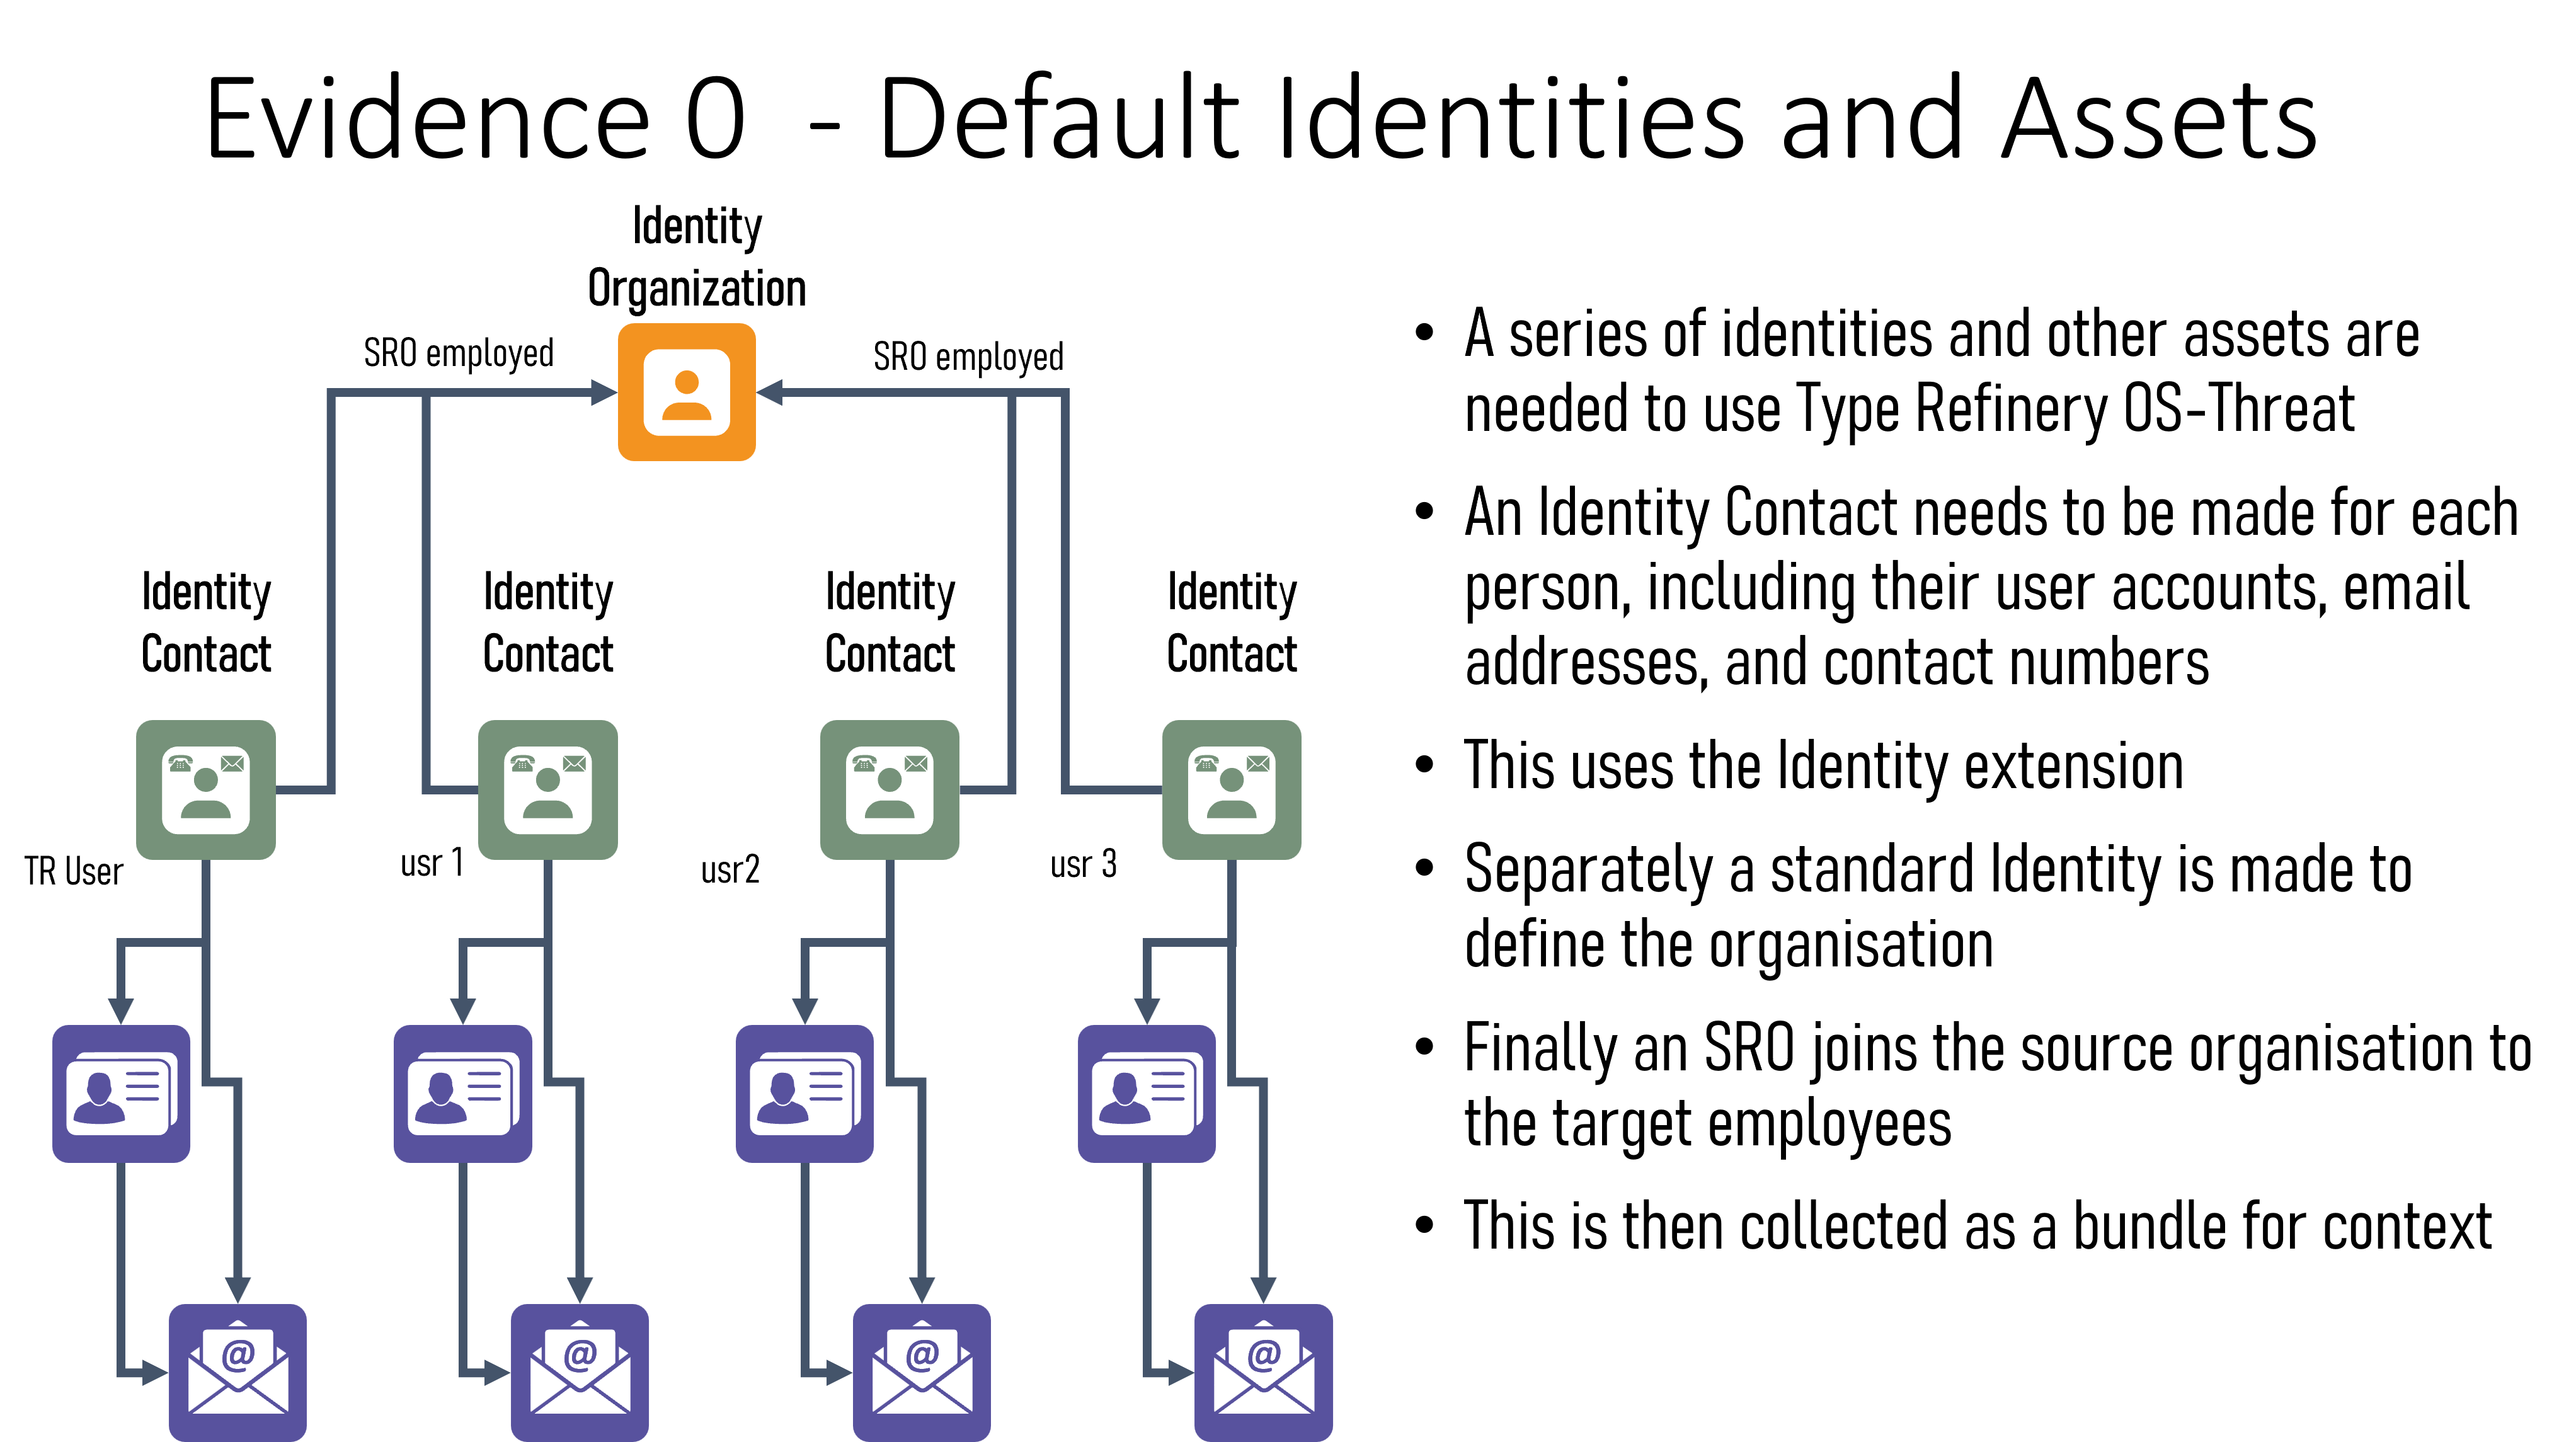 Evidence 0  - Default Identities and Assets
Identity
Organization
SRO employed
SRO employed
Identity
Contact
Identity
Contact
Identity
Contact
Identity
Contact
TR User
usr 1
usr2
usr 3
@
@
@
@
• A series of identities and other assets are
needed to use Type Refinery OS-Threat
• An Identity Contact needs to be made for each
person, including their user accounts, email
addresses, and contact numbers
• This uses the Identity extension
• Separately a standard Identity is made to
define the organisation
• Finally an SRO joins the source organisation to
the target employees
• This is then collected as a bundle for context